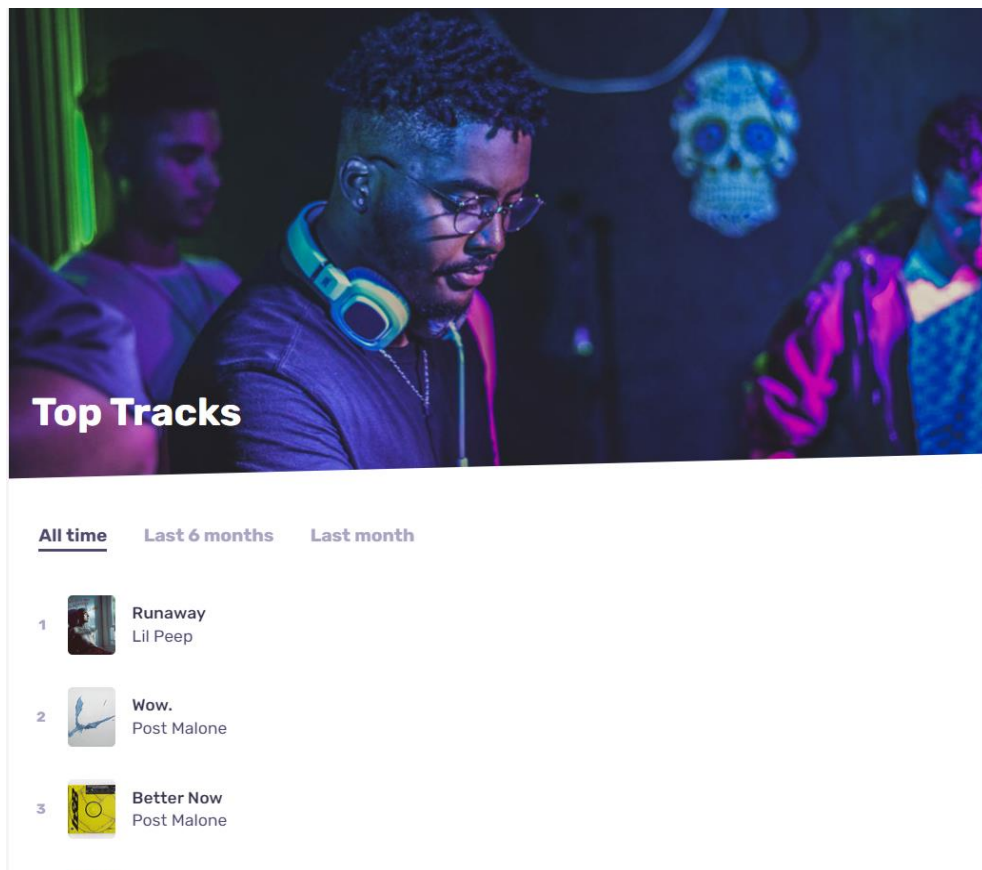 Top Tracks
All time Last 6 months Last month
1
Runaway
Lil Peep
2
Wow.
Post Malone
3
Better Now
Post Malone